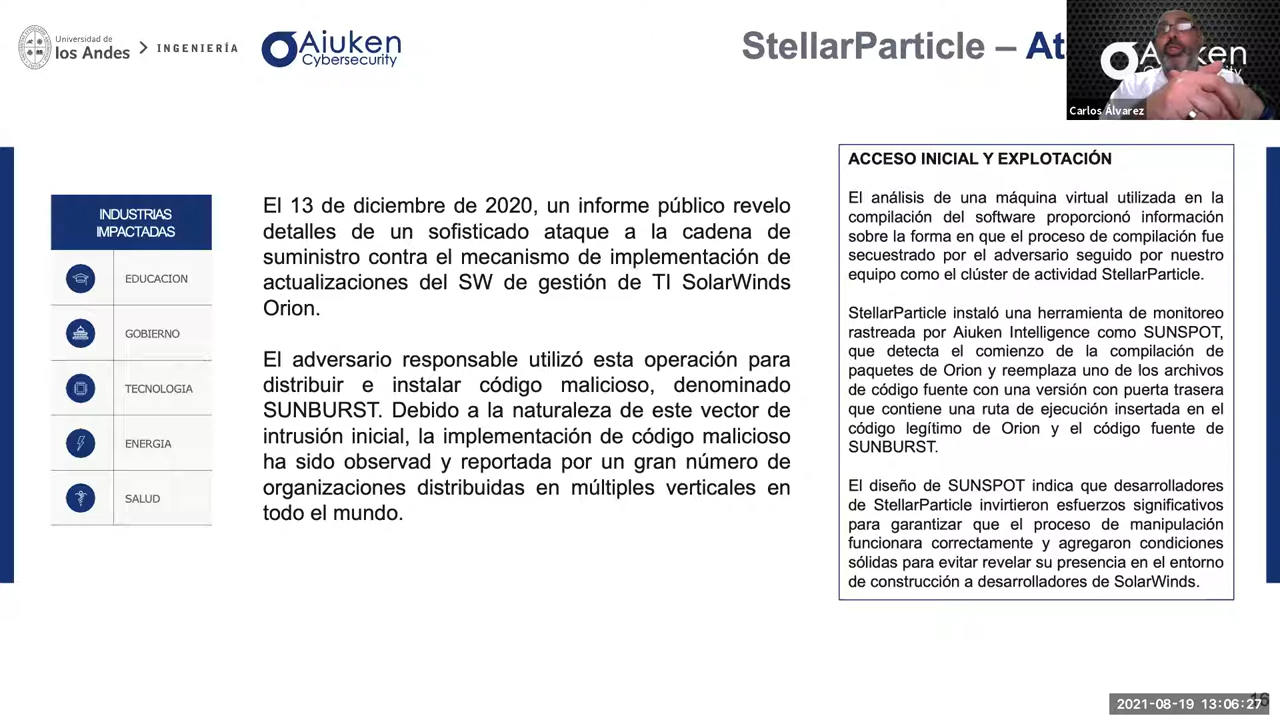 Universidad de
los Andes
INGENIERÍA
Aiuken
Cybersecurity
StellarParticle –
Carlos Álvarez
INDUSTRIAS
IMPACTADAS
EDUCACION
GOBIERNO
TECNOLOGIA
ENERGIA
SALUD
El 13 de diciembre de 2020, un informe público revelo
detalles de un sofisticado ataque a la cadena de
suministro contra el mecanismo de implementación de
actualizaciones del SW de gestión de TI SolarWinds
Orion.
El adversario responsable utilizó esta operación para
distribuir e instalar código malicioso, denominado
SUNBURST. Debido a la naturaleza de este vector de
intrusión inicial, la implementación de código malicioso
ha sido observad y reportada por un gran número de
organizaciones distribuidas en múltiples verticales en
todo el mundo.
ACCESO INICIAL Y EXPLOTACIÓN
El análisis de una máquina virtual utilizada en la
compilación del software proporcionó información
sobre la forma en que el proceso de compilación fue
secuestrado por el adversario seguido por nuestro
equipo como el clúster de actividad StellarParticle.
StellarParticle instaló una herramienta de monitoreo
rastreada por Aiuken Intelligence como SUNSPOT,
que detecta el comienzo de la compilación de
paquetes de Orion y reemplaza uno de los archivos
de código fuente con una versión con puerta trasera
que contiene una ruta de ejecución insertada en el
código legítimo de Orion y el código fuente de
SUNBURST.
El diseño de SUNSPOT indica que desarrolladores
de StellarParticle invirtieron esfuerzos significativos
para garantizar que el proceso de manipulación
funcionara correctamente y agregaron condiciones
sólidas para evitar revelar su presencia en el entorno
de construcción a desarrolladores de SolarWinds.
16
2021-08-19 13:06:27